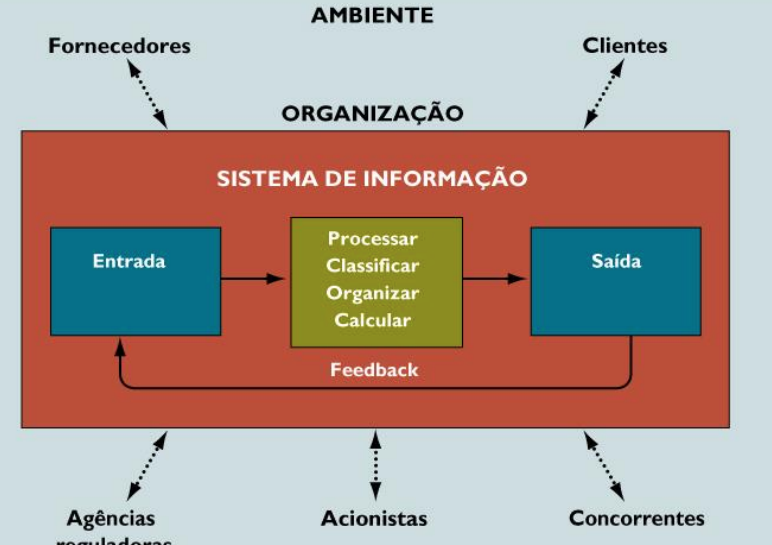 AMBIENTE
Fornecedores
Clientes
ORGANIZAÇÃO
SISTEMA DE INFORMAÇÃO
Entrada
Processar
Classificar
Organizar
Calcular
Saída
Feedback
Agências
reguladoras
Acionistas
Concorrentes